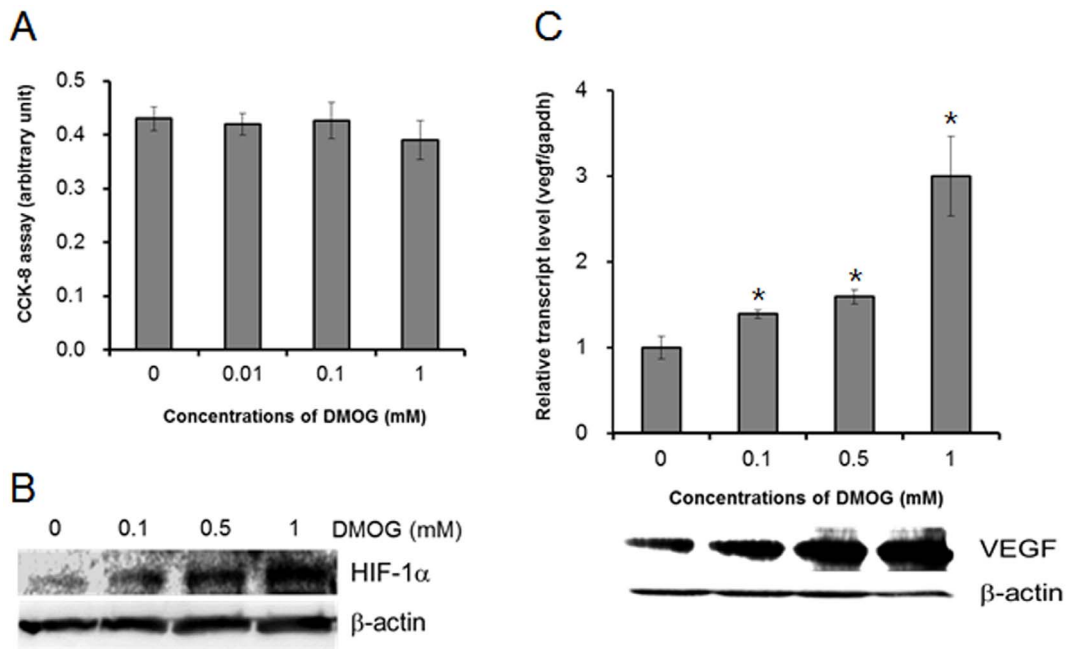 A
CCK-8 assay (arbitrary unit)
0.5
0.4
0.3
0.2
0.1
0.0
0 0.01 0.1 1
Concentrations of DMOG (mM)
B
0 0.1 0.5 1 DMOG (mM)
HIF-1α
β-actin
C
Relative transcript level (vegf/gapdh)
4
3
2
1
0
* * *
0 0.1 0.5 1
Concentrations of DMOG (mM)
VEGF
β-actin